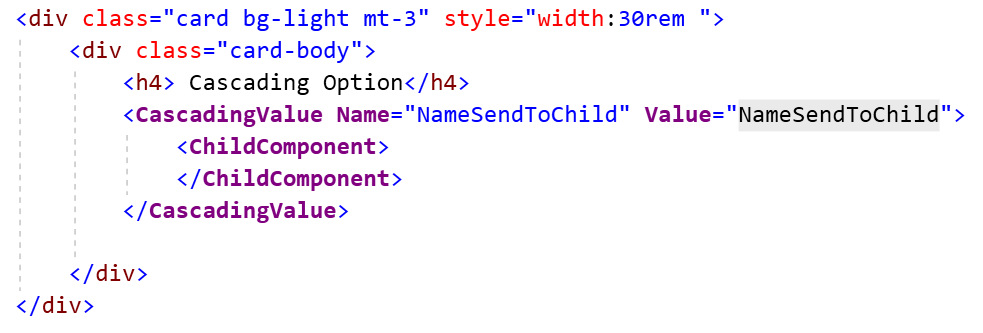 <div class="card bg-light mt-3" style="width:30rem ">
<div class="card-body">
<h4> Cascading Option</h4>
<CascadingValue Name="NameSendToChild" Value="NameSendToChild">
<ChildComponent>
</ChildComponent>
</CascadingValue>
</div>
</div>